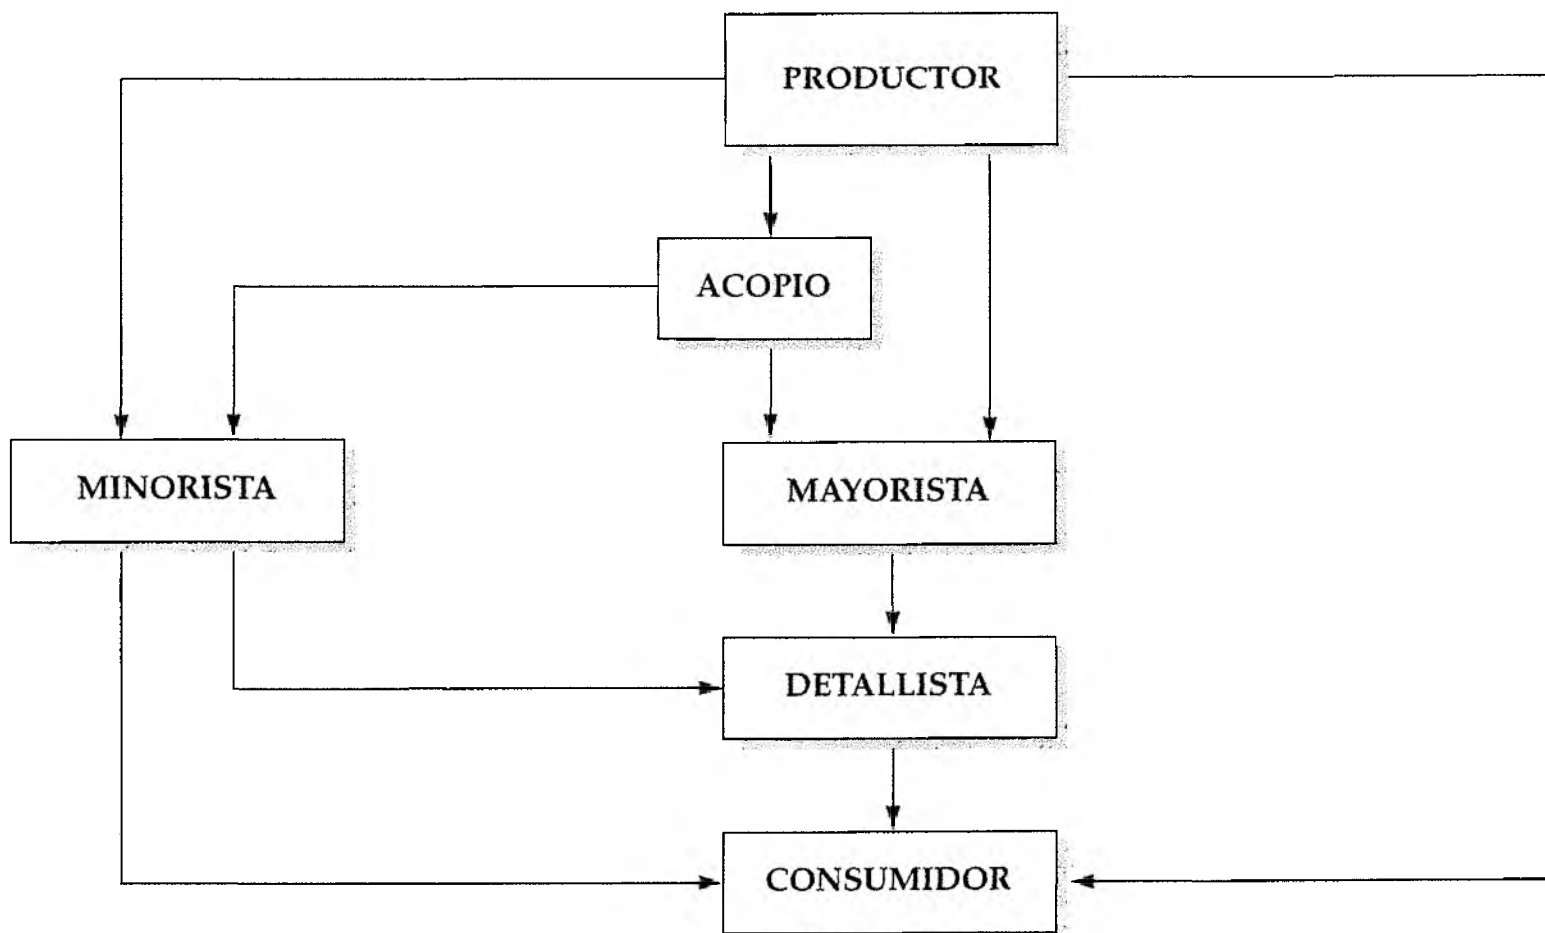 PRODUCTOR
ACOPIO
MINORISTA
MAYORISTA
DETALLISTA
CONSUMIDOR